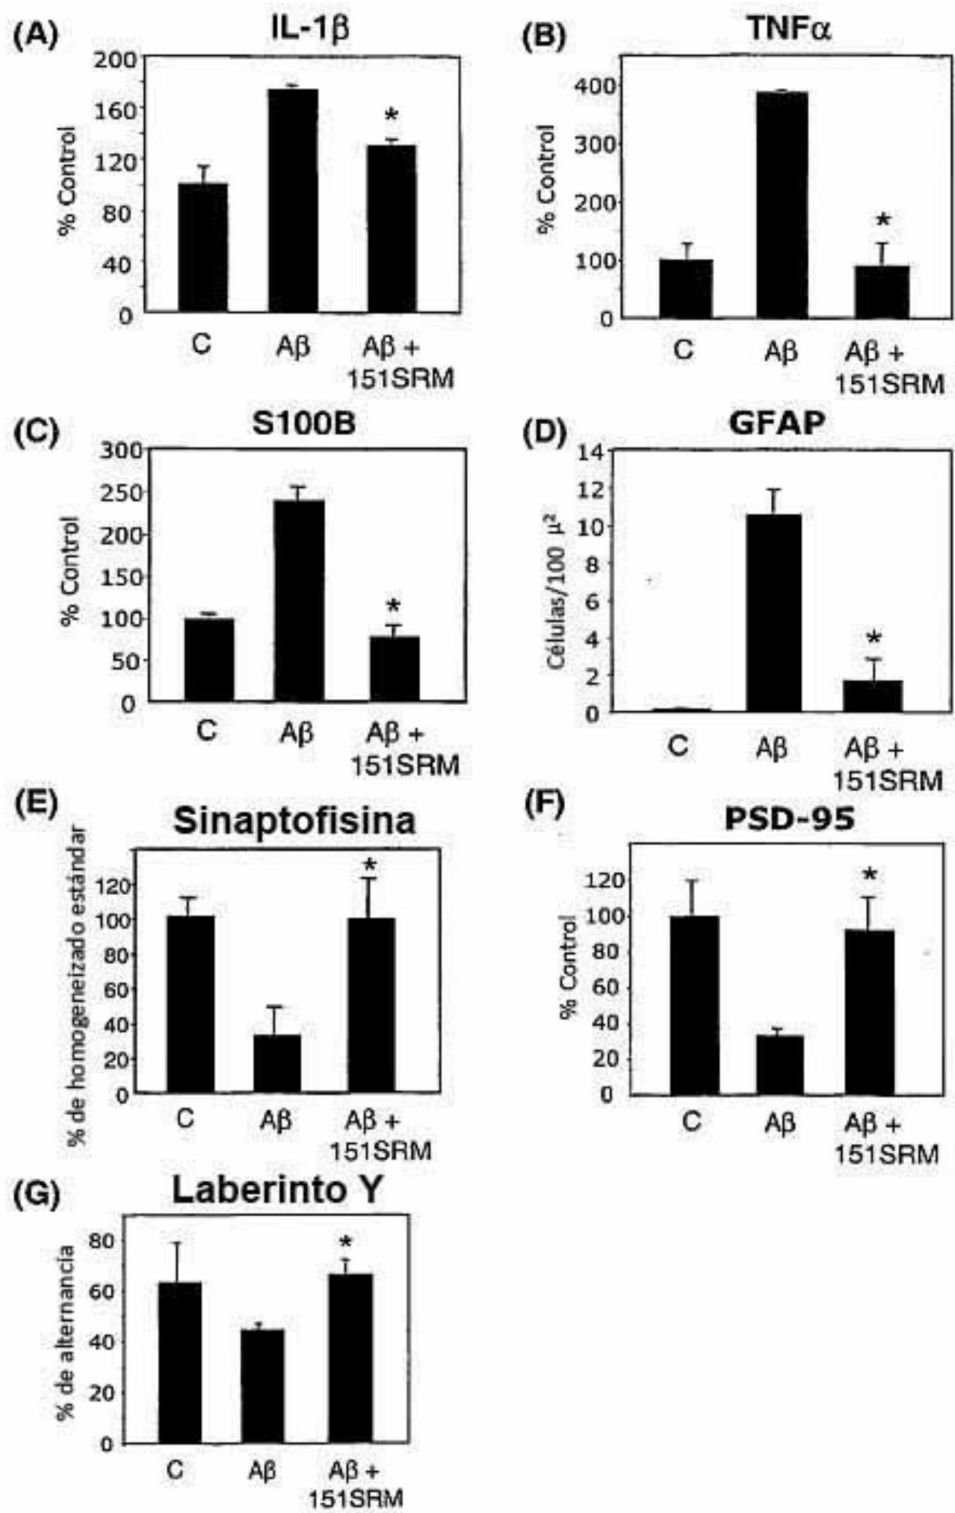 (A)
IL-1β
% Control
200
160
120
80
40
0
C
Aβ
Aβ +
151SRM
*
(B)
TNFα
% Control
400
300
400
200
100
0
C
Aβ
Aβ +
151SRM
*
(C)
S100B
% Control
300
250
200
150
100
50
0
C
Aβ
Aβ +
151SRM
*
(D)
GFAP
Células/100 μ²
14
12
10
8
6
4
2
0
C
Aβ
Aβ +
151SRM
*
(E)
Sinaptofisina
% de homogeneizado estándar
120
100
80
60
40
20
0
C
Aβ
Aβ +
151SRM
*
(F)
PSD-95
% Control
120
100
80
60
40
20
0
C
Aβ
Aβ +
151SRM
*
(G)
Laberinto Y
% de alternancia
80
60
40
20
0
C
Aβ
Aβ +
151SRM
*